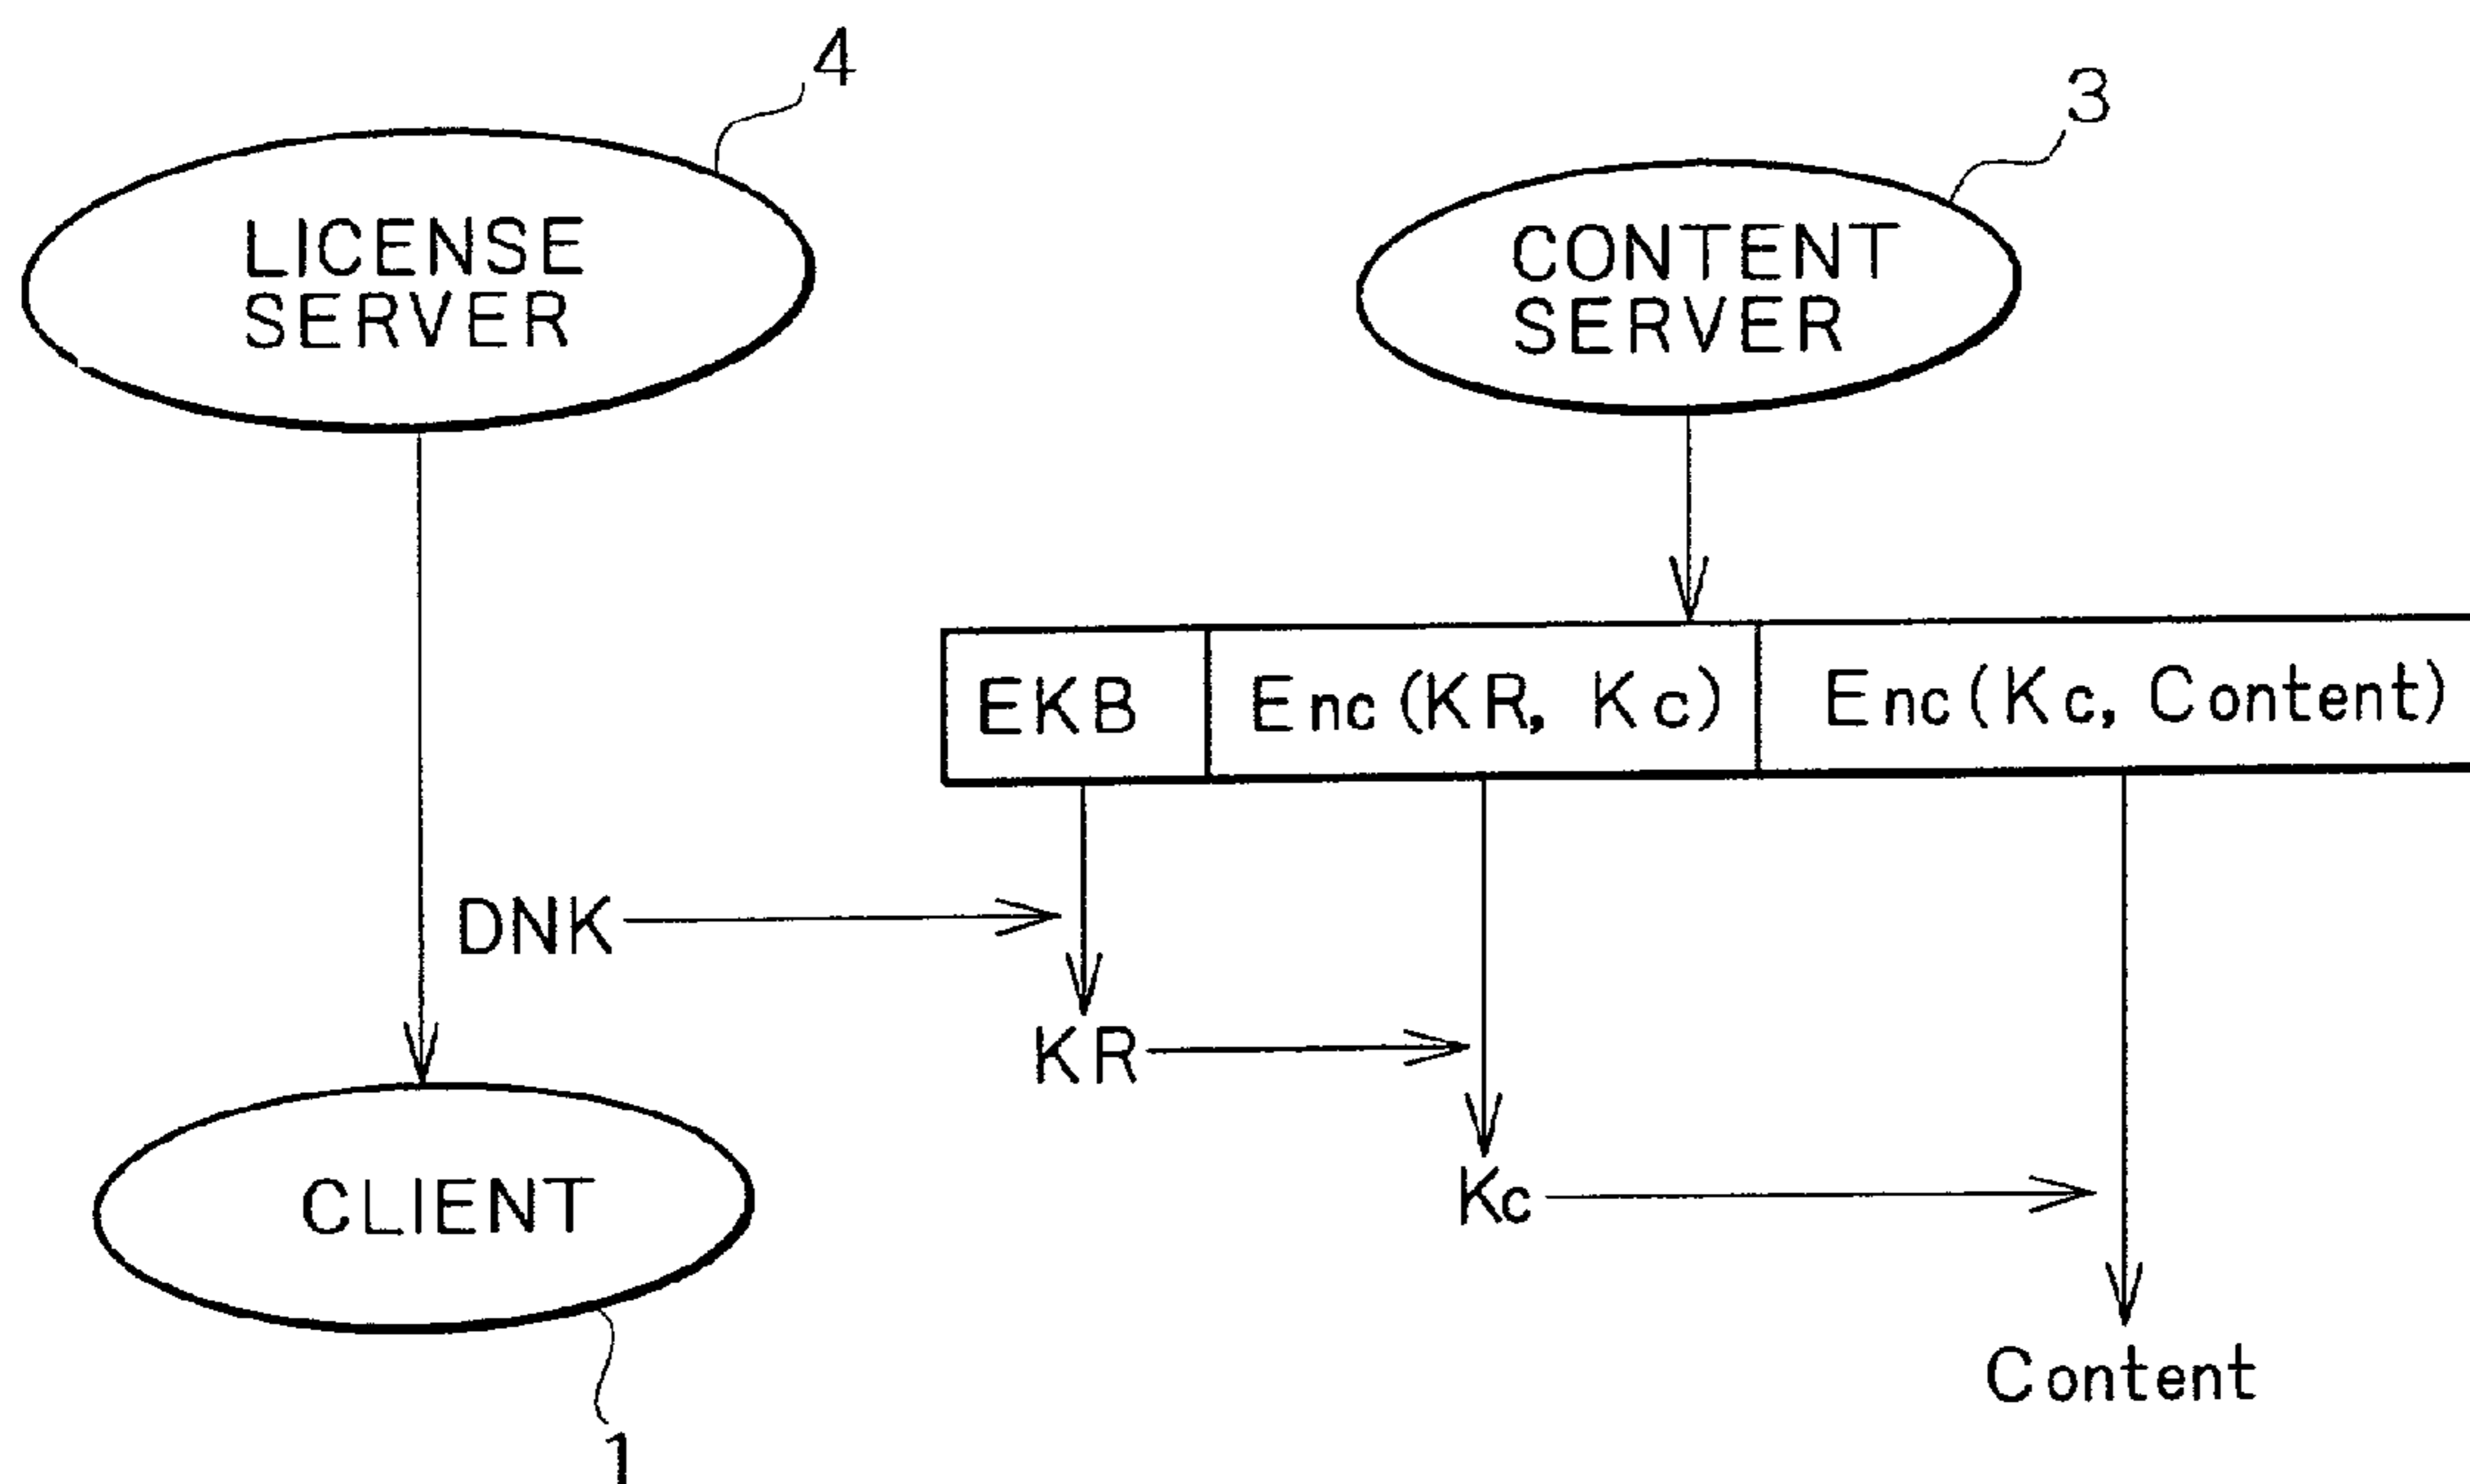 4
3
LICENSE
SERVER
CONTENT
SERVER
EKB
Enc(KR, Kc)
Enc(Kc, Content)
DNK
KR
Kc
CLIENT
Content
1